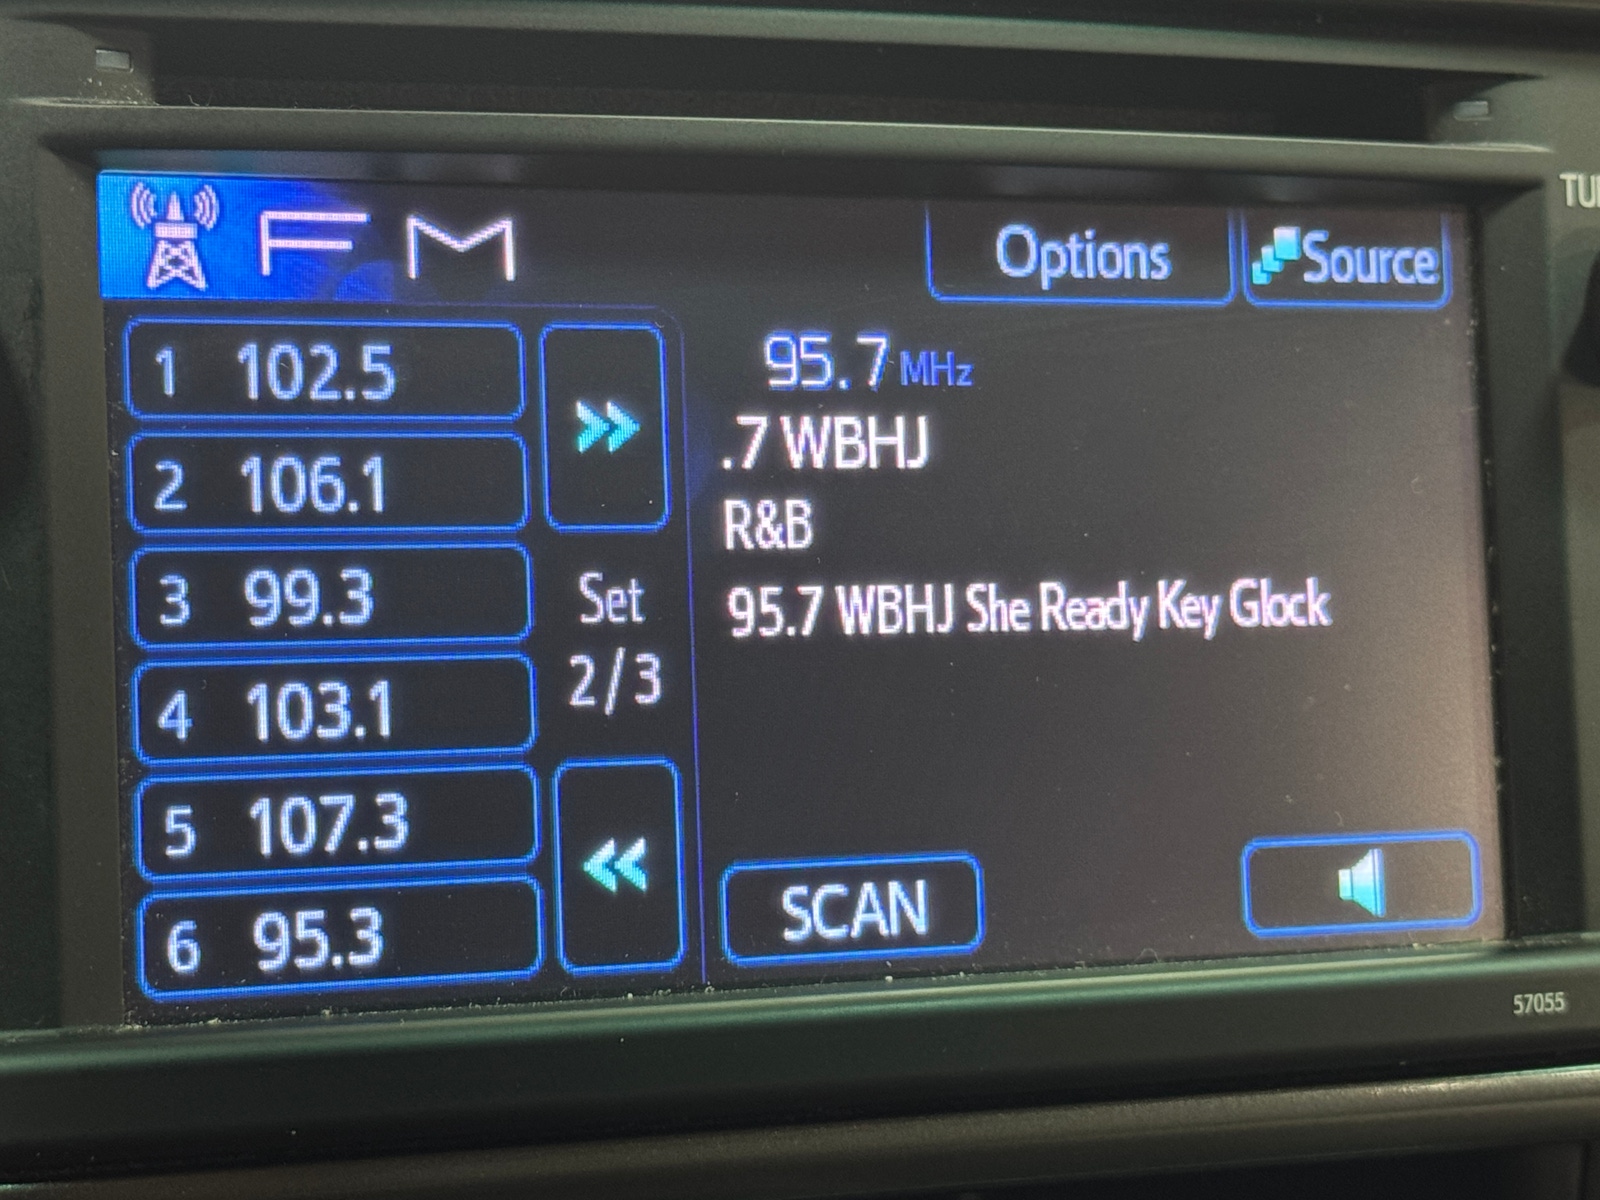 FM
Options
Source
1 102.5
2 106.1
3 99.3
4 103.1
5 107.3
6 95.3
Set
2/3
95.7 MHz
.7 WBHJ
R&B
95.7 WBHJ She Ready Key Glock
SCAN
57055